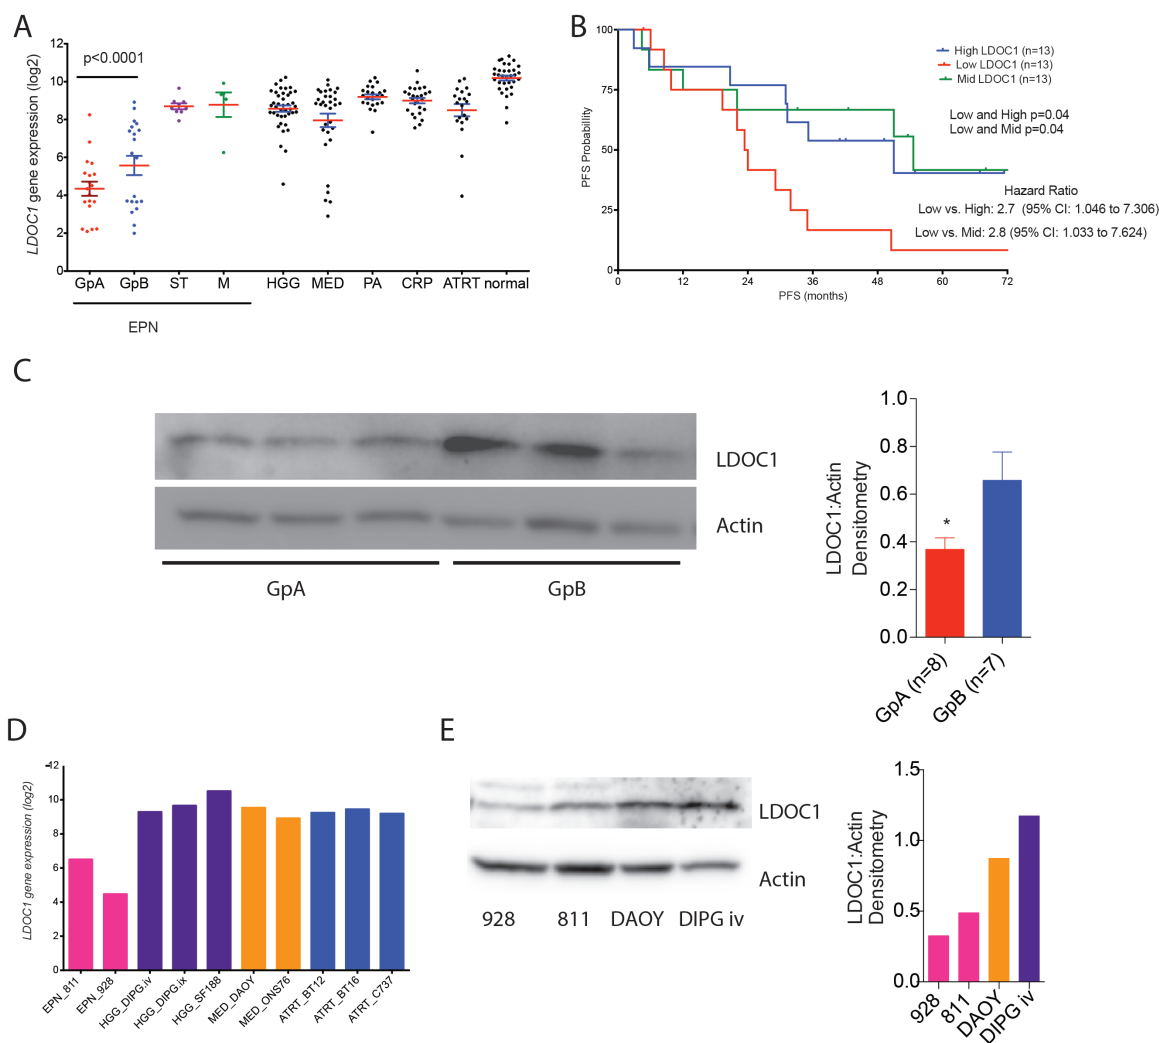 A
p<0.0001
LDOC1 gene expression (log2)
12
10
8
6
4
2
0
GpA GpB ST M HGG MED PA CRP ATRT normal
EPN
B
PFS Probabillity
100
75
50
25
0
0 12 24 36 48 60 72
PFS (months)
High LDOC1 (n=13)
Low LDOC1 (n=13)
Mid LDOC1 (n=13)
Low and High p=0.04
Low and Mid p=0.04
Hazard Ratio
Low vs. High: 2.7 (95% CI: 1.046 to 7.306)
Low vs. Mid: 2.8 (95% CI: 1.033 to 7.624)
C
LDOC1
Actin
GpA GpB
LDOC1:Actin
Densitometry
1.0
0.8
0.6
0.4
0.2
0.0
*
GpA (n=8)
GpB (n=7)
D
LDOC1 gene expression (log2)
12
10
8
6
4
2
0
EPN_811
EPN_928
HGG_DIPG.iv
HGG_DIPG.ix
HGG_SF188
MED_DAOY
MED_ONS76
ATRT_BT12
ATRT_BT16
ATRT_C737
E
LDOC1
Actin
928 811 DAOY DIPG iv
LDOC1:Actin
Densitometry
1.5
1.0
0.5
0.0
928
811
DAOY
DIPG iv